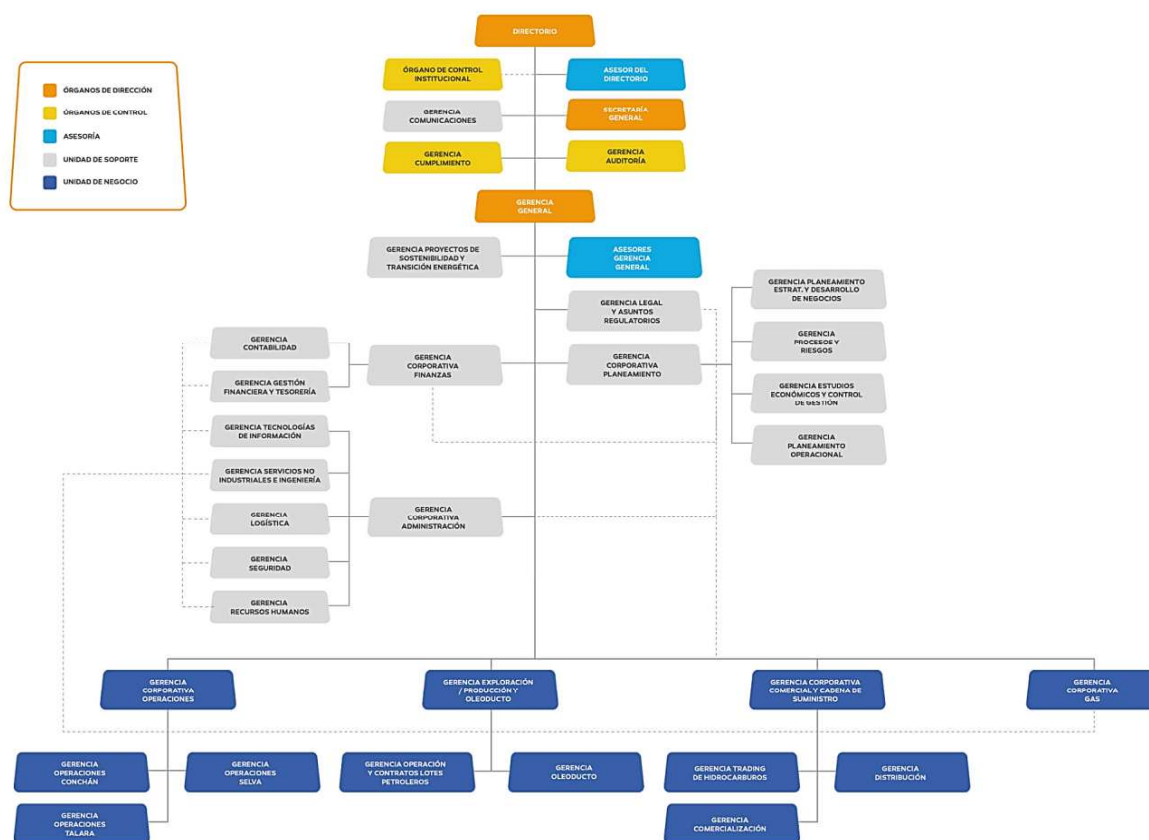 DIRECTORIO
ÓRGANOS DE DIRECCIÓN
ÓRGANOS DE CONTROL
ASESORÍA
UNIDAD DE SOPORTE
UNIDAD DE NEGOCIO
ÓRGANO DE CONTROL
INSTITUCIONAL
ASESOR DEL
DIRECTORIO
GERENCIA
COMUNICACIONES
SECRETARÍA
GENERAL
GERENCIA
CUMPLIMIENTO
GERENCIA
AUDITORÍA
GERENCIA
GENERAL
GERENCIA PROYECTOS DE
SOSTENIBILIDAD Y
TRANSICIÓN ENERGÉTICA
ASESORES
GERENCIA
GENERAL
GERENCIA LEGAL
Y ASUNTOS
REGULATORIOS
GERENCIA PLANEAMIENTO
ESTRAT. Y DESARROLLO
DE NEGOCIOS
GERENCIA
PROCESOS Y
RIESGOS
GERENCIA ESTUDIOS
ECONÓMICOS Y CONTROL
DE GESTIÓN
GERENCIA
PLANEAMIENTO
OPERACIONAL
GERENCIA
CORPORATIVA
PLANEAMIENTO
GERENCIA
CORPORATIVA
FINANZAS
GERENCIA
CONTABILIDAD
GERENCIA GESTIÓN
FINANCIERA Y TESORERÍA
GERENCIA TECNOLOGÍAS
DE INFORMACIÓN
GERENCIA SERVICIOS NO
INDUSTRIALES E INGENIERÍA
GERENCIA
LOGÍSTICA
GERENCIA
SEGURIDAD
GERENCIA
RECURSOS HUMANOS
GERENCIA
CORPORATIVA
ADMINISTRACIÓN
GERENCIA
CORPORATIVA
OPERACIONES
GERENCIA EXPLORACIÓN
/ PRODUCCIÓN Y
OLEODUCTO
GERENCIA CORPORATIVA
COMERCIAL Y CADENA DE
SUMINISTRO
GERENCIA
CORPORATIVA
GAS
GERENCIA
OPERACIONES
CONCHÁN
GERENCIA
OPERACIONES
SELVA
GERENCIA OPERACIÓN
Y CONTRATOS LOTES
PETROLEROS
GERENCIA
OLEODUCTO
GERENCIA TRADING
DE HIDROCARBUROS
GERENCIA
DISTRIBUCIÓN
GERENCIA
OPERACIONES
TALARA
GERENCIA
COMERCIALIZACIÓN